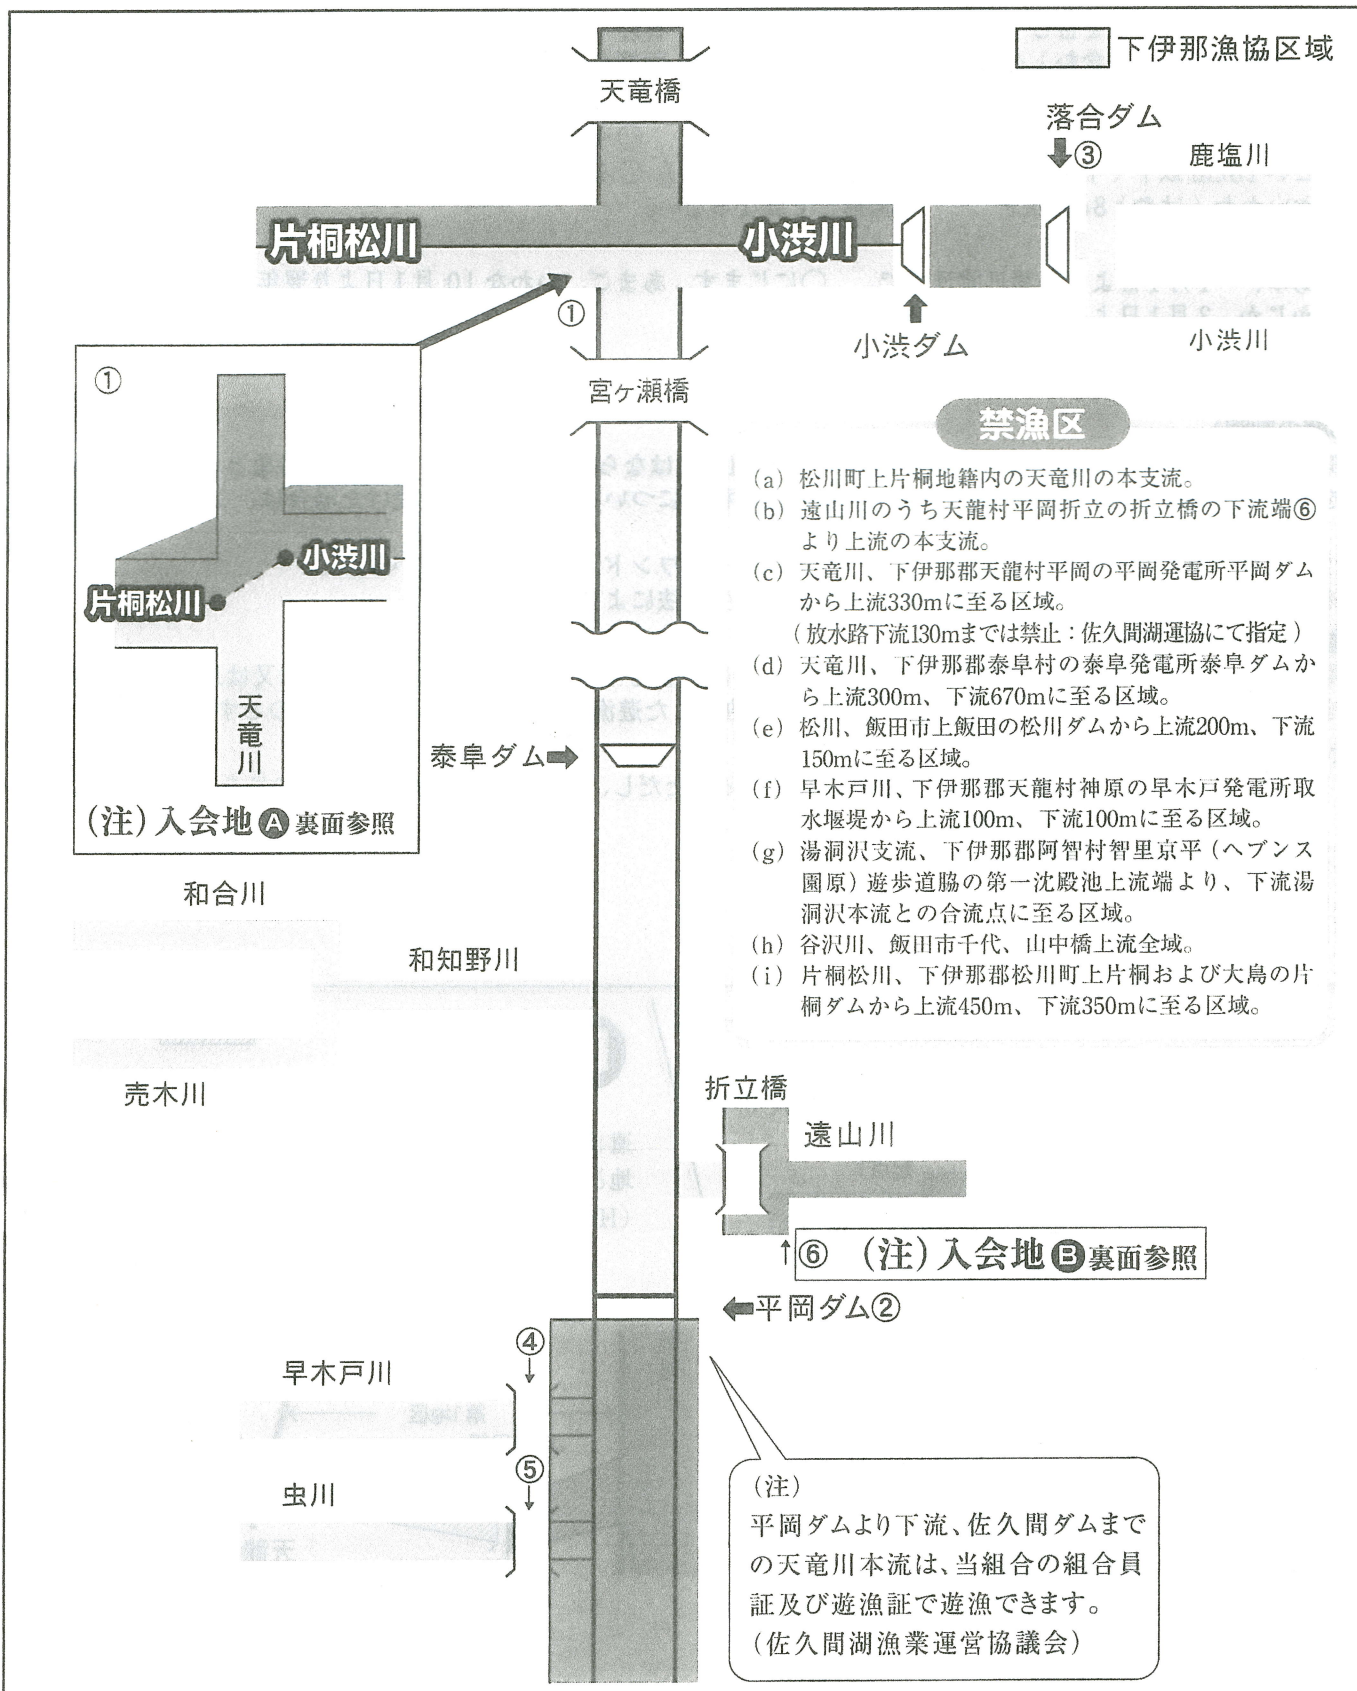 下伊那漁協区域
天竜橋
落合ダム
③
鹿塩川
片桐松川
小渋川
①
小渋ダム
小渋川
宮ヶ瀬橋
①
小渋川
片桐松川
天竜川
(注)入会地Ⓐ裏面参照
禁漁区
(a) 松川町上片桐地籍内の天竜川の本支流。
(b) 遠山川のうち天龍村平岡折立の折立橋の下流端⑥
より上流の本支流。
(c) 天竜川、下伊那郡天龍村平岡の平岡発電所平岡ダム
から上流330mに至る区域。
(放水路下流130mまでは禁止：佐久間湖運協にて指定)
(d) 天竜川、下伊那郡泰阜村の泰阜発電所泰阜ダムか
ら上流300m、下流670mに至る区域。
(e) 松川、飯田市上飯田の松川ダムから上流200m、下流
150mに至る区域。
(f) 早木戸川、下伊那郡天龍村神原の早木戸発電所取
水堰堤から上流100m、下流100mに至る区域。
(g) 湯洞沢支流、下伊那郡阿智村智里京平(ヘブンス
園原)遊歩道脇の第一沈殿池上流端より、下流湯
洞沢本流との合流点に至る区域。
(h) 谷沢川、飯田市千代、山中橋上流全域。
(i) 片桐松川、下伊那郡松川町上片桐および大島の片
桐ダムから上流450m、下流350mに至る区域。
泰阜ダム
和合川
和知野川
売木川
折立橋
遠山川
⑥ (注)入会地Ⓑ裏面参照
平岡ダム②
④
早木戸川
⑤
虫川
(注)
平岡ダムより下流、佐久間ダムまで
の天竜川本流は、当組合の組合員
証及び遊漁証で遊漁できます。
(佐久間湖漁業運営協議会)